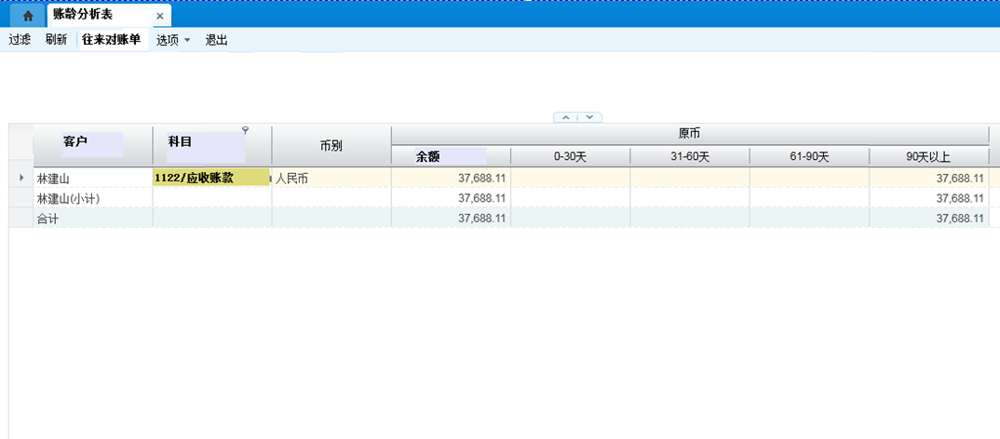 账龄分析表
过滤 刷新 往来对账单 选项 退出
客户 科目 币别 原币
余额 0-30天 31-60天 61-90天 90天以上
林建山 1122/应收账款 人民币 37,688.11 37,688.11
林建山(小计) 37,688.11 37,688.11
合计 37,688.11 37,688.11